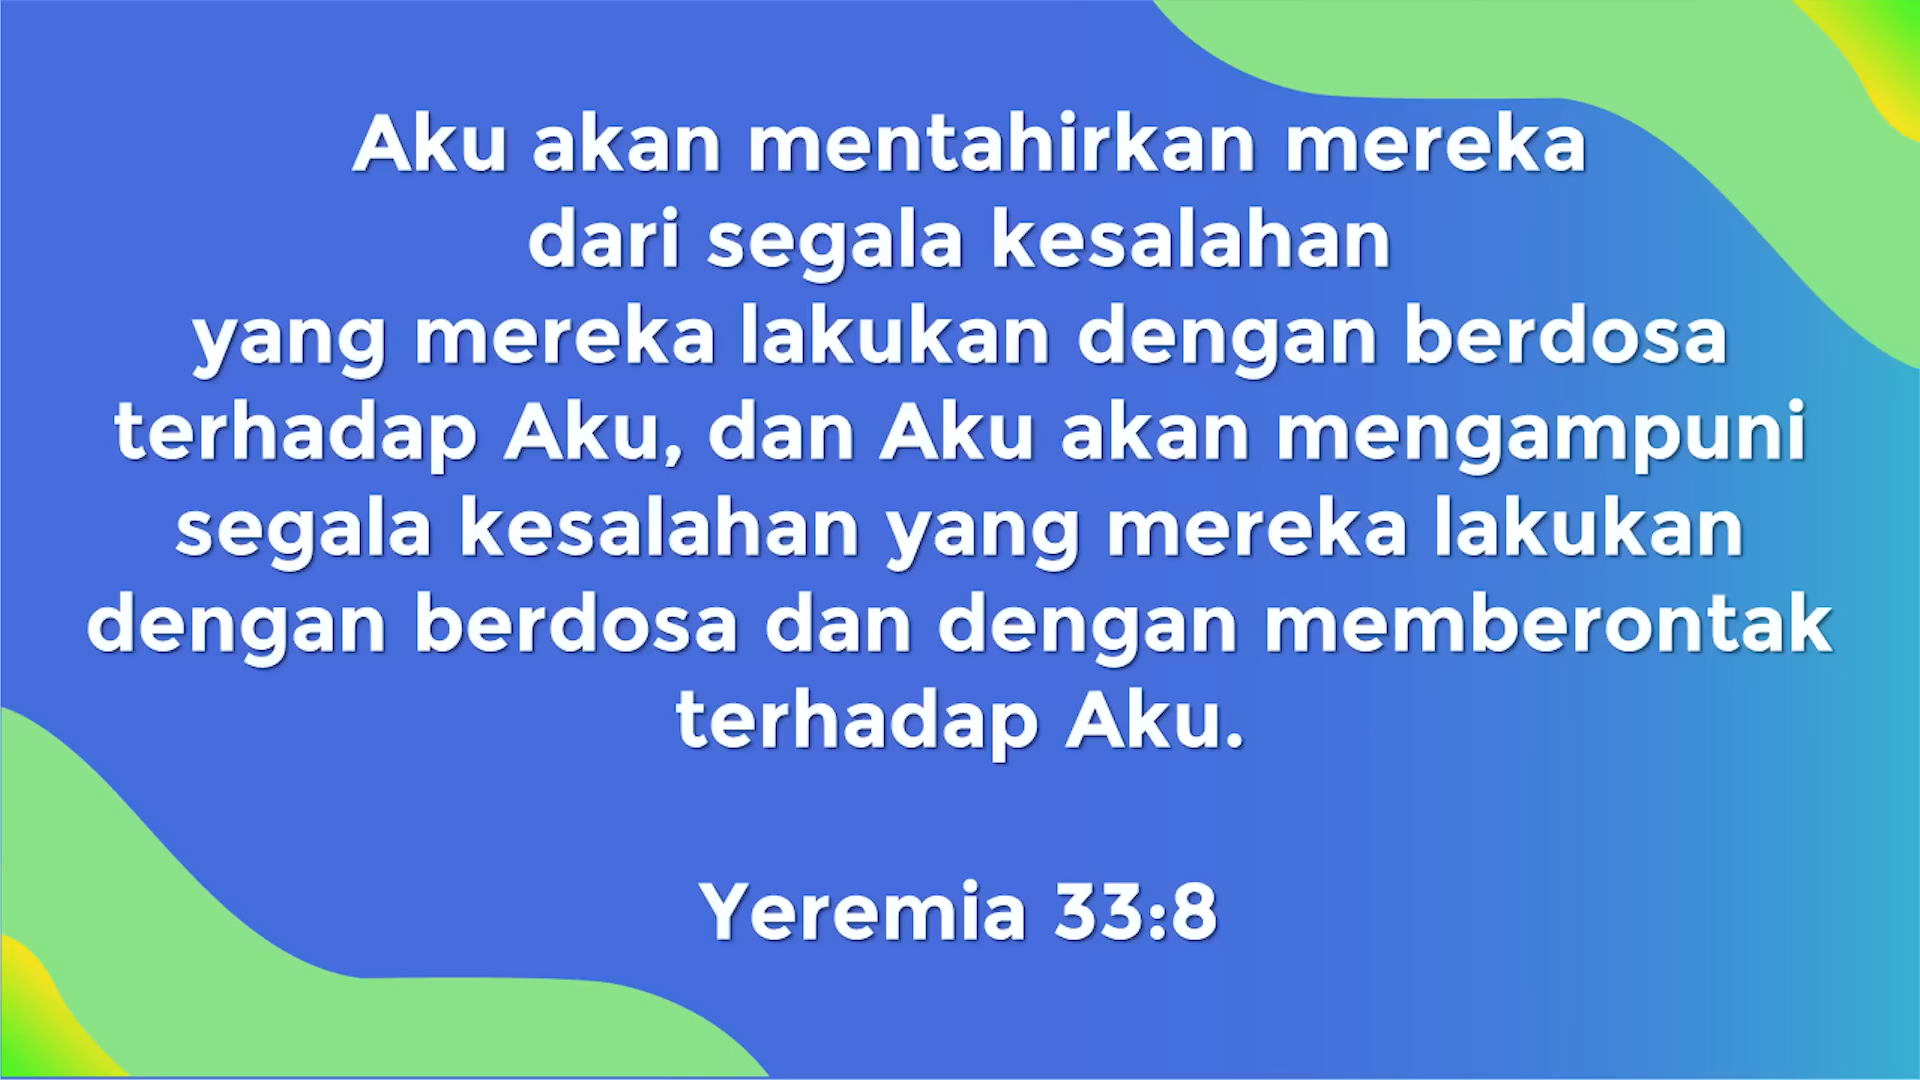 Aku akan mentahirkan mereka
dari segala kesalahan
yang mereka lakukan dengan berdosa
terhadap Aku, dan Aku akan mengampuni
segala kesalahan yang mereka lakukan
dengan berdosa dan dengan memberontak
terhadap Aku.
Yeremia 33:8